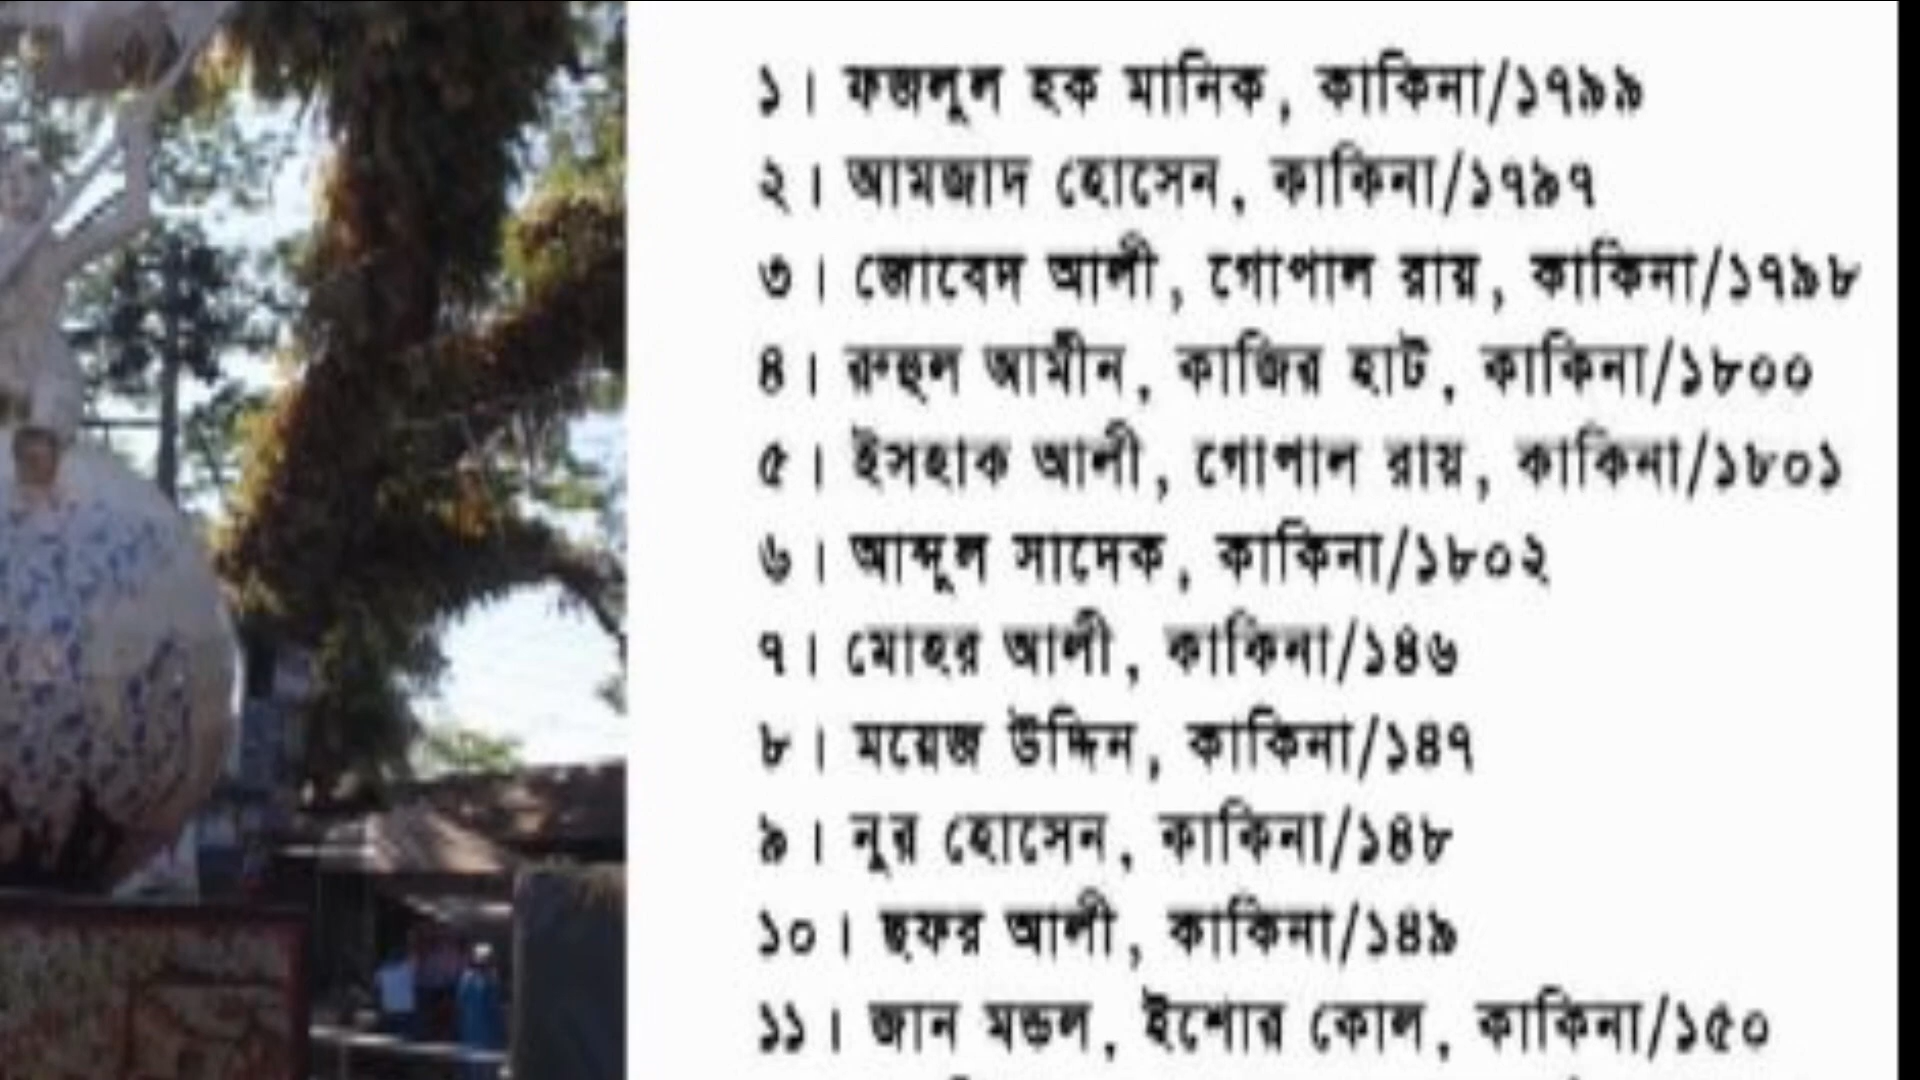 ১। ফজলুল হক মানিক, কাকিনা/১৭৯৯
২। আমজাদ হোসেন, কাকিনা/১৭৯৭
৩। জোবেদ আলী, গোপাল রায়, কাকিনা/১৭৯৮
৪। রুহুল আমীন, কাজির হাট, কাকিনা/১৮০০
৫। ইসহাক আলী, গোপাল রায়, কাকিনা/১৮০১
৬। আব্দুল সাদেক, কাকিনা/১৮০২
৭। মোহর আলী, কাকিনা/১৪৬
৮। ময়েজ উদ্দিন, কাকিনা/১৪৭
৯। নূর হোসেন, কাকিনা/১৪৮
১০। ছফর আলী, কাকিনা/১৪৯
১১। জান মন্ডল, ইশোর কোল, কাকিনা/১৫০